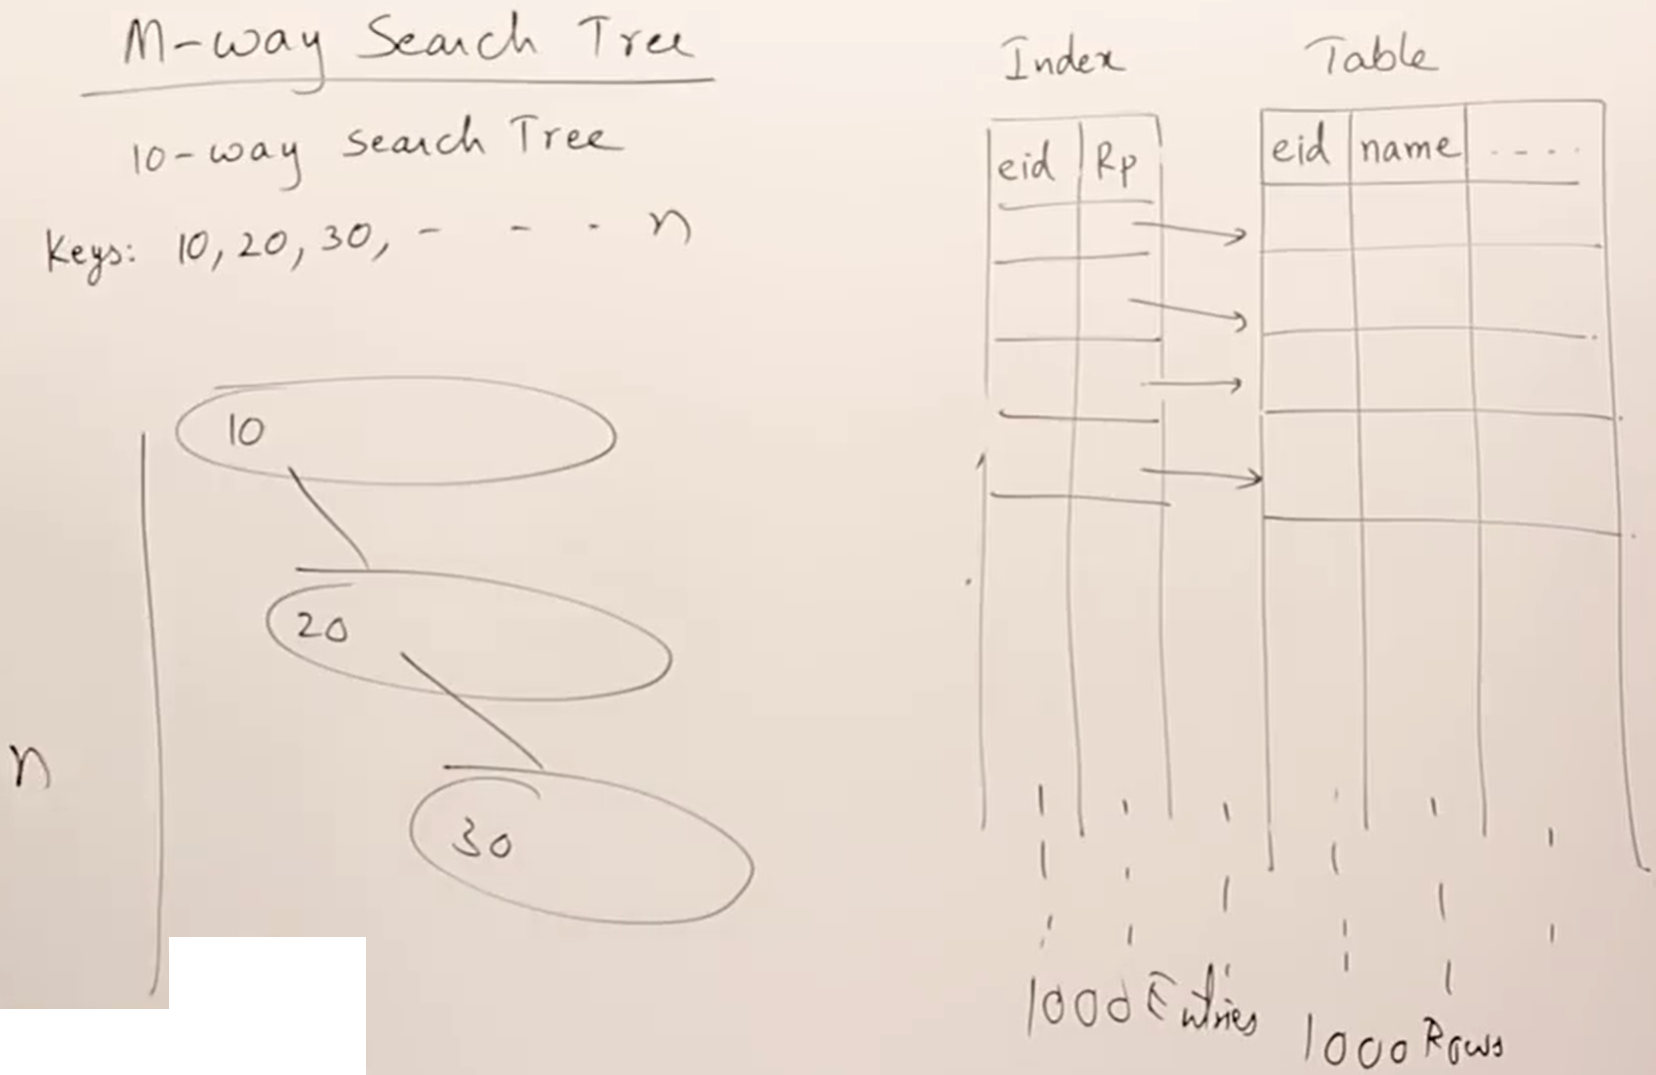 M-way Search Tree
10-way Search Tree
Keys: 10, 20, 30, - - - n
10
20
30
n
Index
eid Rp
1000 Entries
Table
eid name ....
1000 Rows